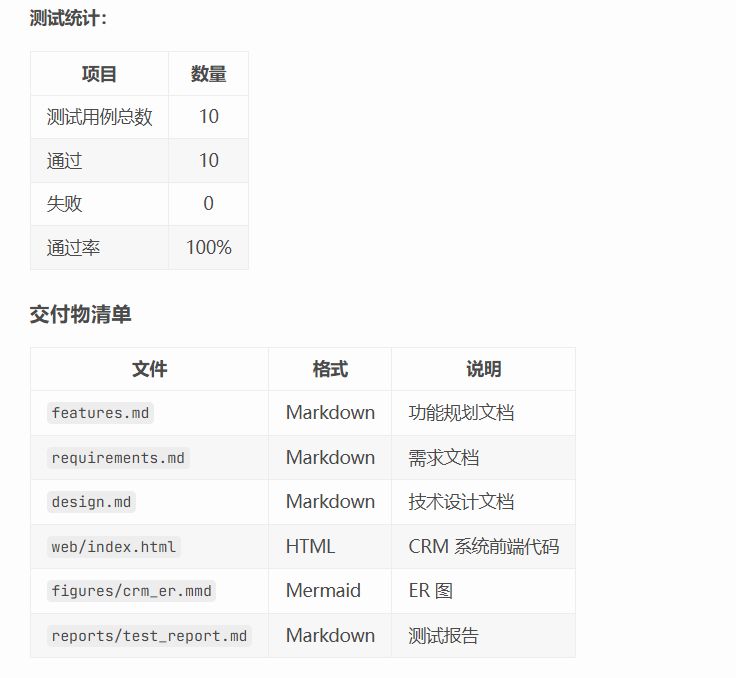 测试统计：
项目 数量
测试用例总数 10
通过 10
失败 0
通过率 100%
交付物清单
文件 格式 说明
features.md Markdown 功能规划文档
requirements.md Markdown 需求文档
design.md Markdown 技术设计文档
web/index.html HTML CRM 系统前端代码
figures/crm_er.mmd Mermaid ER 图
reports/test_report.md Markdown 测试报告